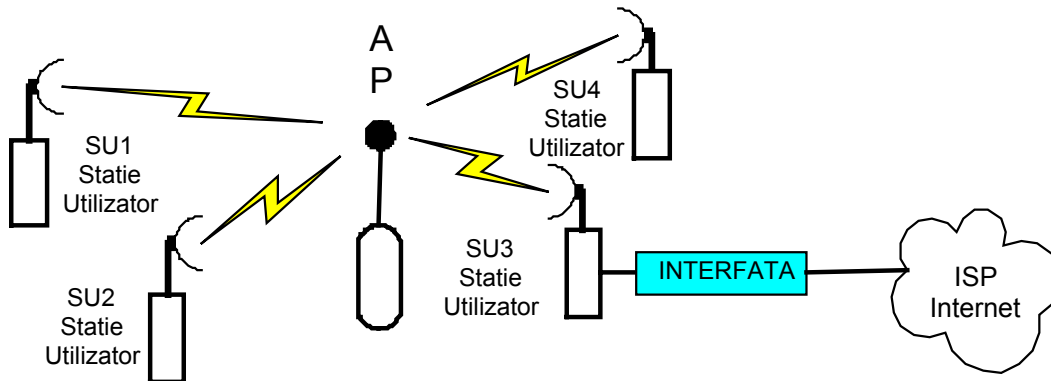 A
P
SU1
Statie
Utilizator
SU2
Statie
Utilizator
SU4
Statie
Utilizator
SU3
Statie
Utilizator
INTERFATA
ISP
Internet